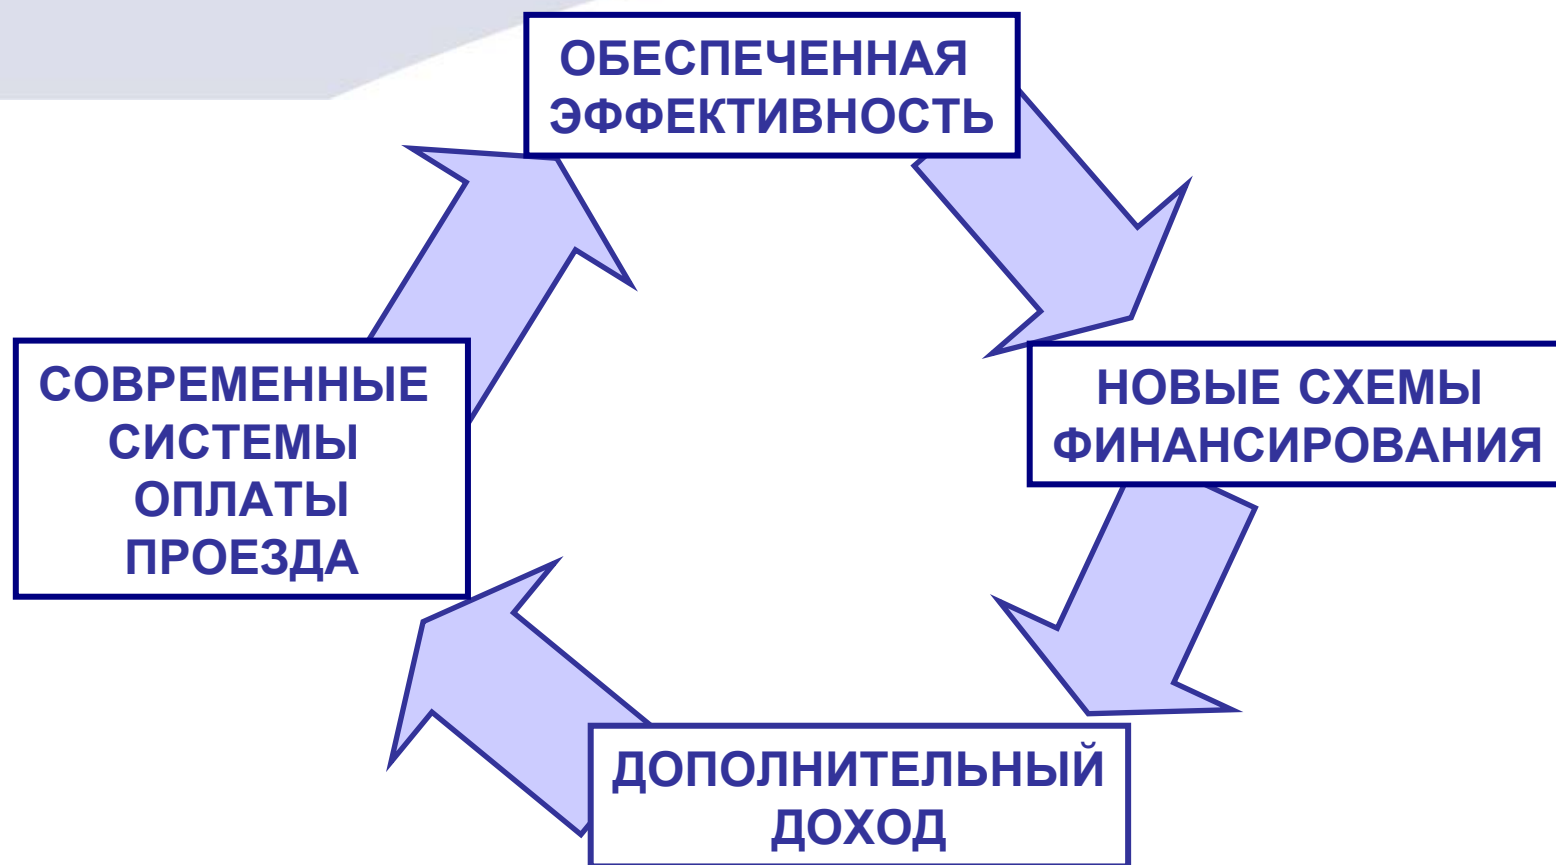 ОБЕСПЕЧЕННАЯ
ЭФФЕКТИВНОСТЬ
СОВРЕМЕННЫЕ
СИСТЕМЫ
ОПЛАТЫ
ПРОЕЗДА
НОВЫЕ СХЕМЫ
ФИНАНСИРОВАНИЯ
ДОПОЛНИТЕЛЬНЫЙ
ДОХОД